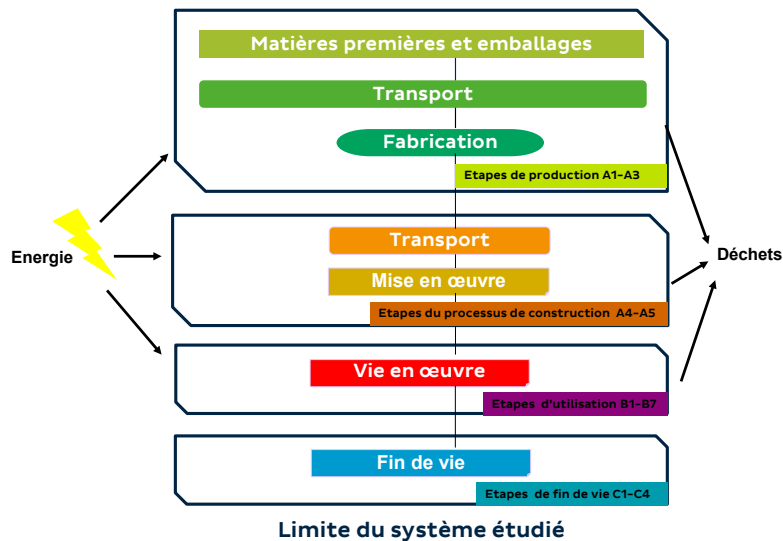 Matières premières et emballages
Transport
Fabrication
Etapes de production A1-A3
Energie
Transport
Déchets
Mise en œuvre
Etapes du processus de construction A4-A5
Vie en œuvre
Etapes d'utilisation B1-B7
Fin de vie
Etapes de fin de vie C1-C4
Limite du système étudié